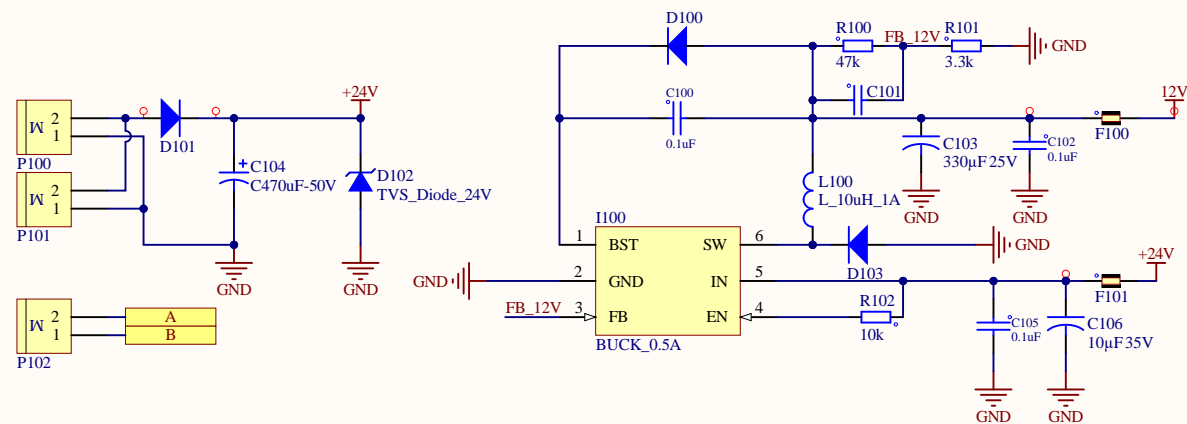 D100
R100
47k
FB_12V
R101
3.3k
GND
C100
0.1uF
C101
12V
F100
C103
330µF 25V
C102
0.1uF
GND
GND
+24V
2
1
M
P100
D101
C104
C470uF-50V
D102
TVS_Diode_24V
2
1
M
P101
GND
GND
L100
L_10uH_1A
I100
1
BST
SW
6
GND
2
GND
IN
5
FB_12V
3
FB
EN
4
BUCK_0.5A
D103
GND
R102
10k
+24V
F101
C105
0.1uF
C106
10µF 35V
GND
GND
2
1
M
A
B
P102